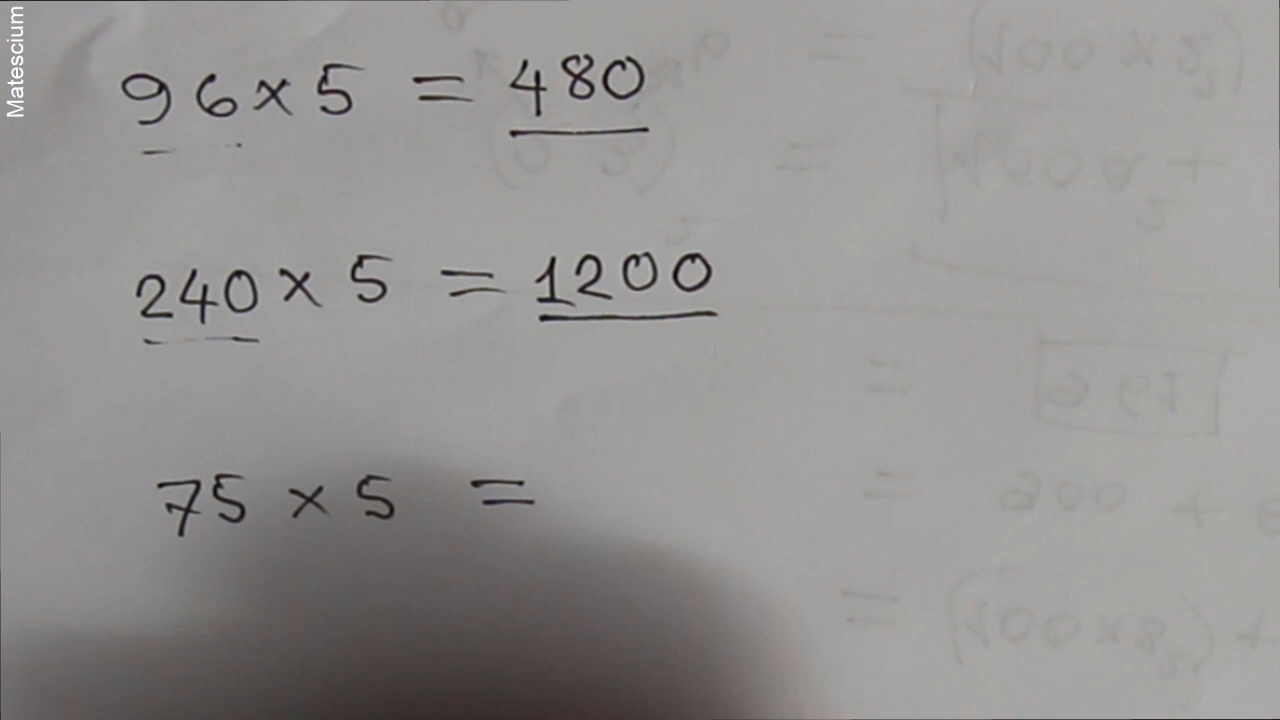 Matescium
96 × 5 = 480
240 × 5 = 1200
75 × 5 =